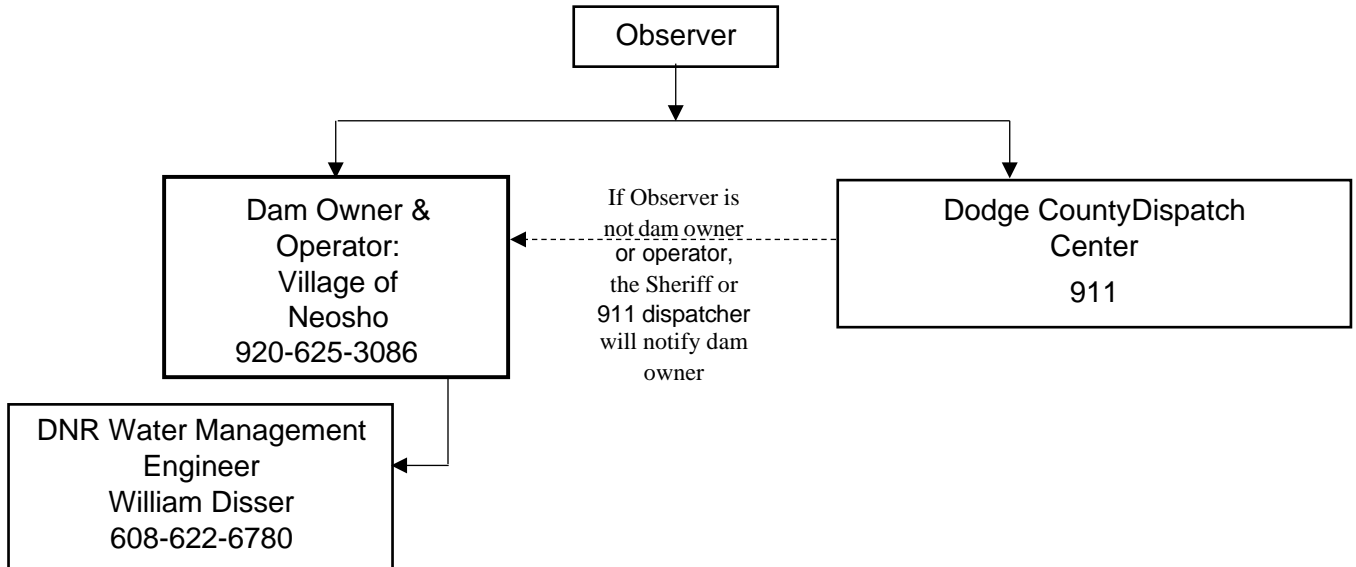 Observer
Dam Owner &
Operator:
Village of
Neosho
920-625-3086
If Observer is
not dam owner
or operator,
the Sheriff or
911 dispatcher
will notify dam
owner
Dodge CountyDispatch
Center
911
DNR Water Management
Engineer
William Disser
608-622-6780